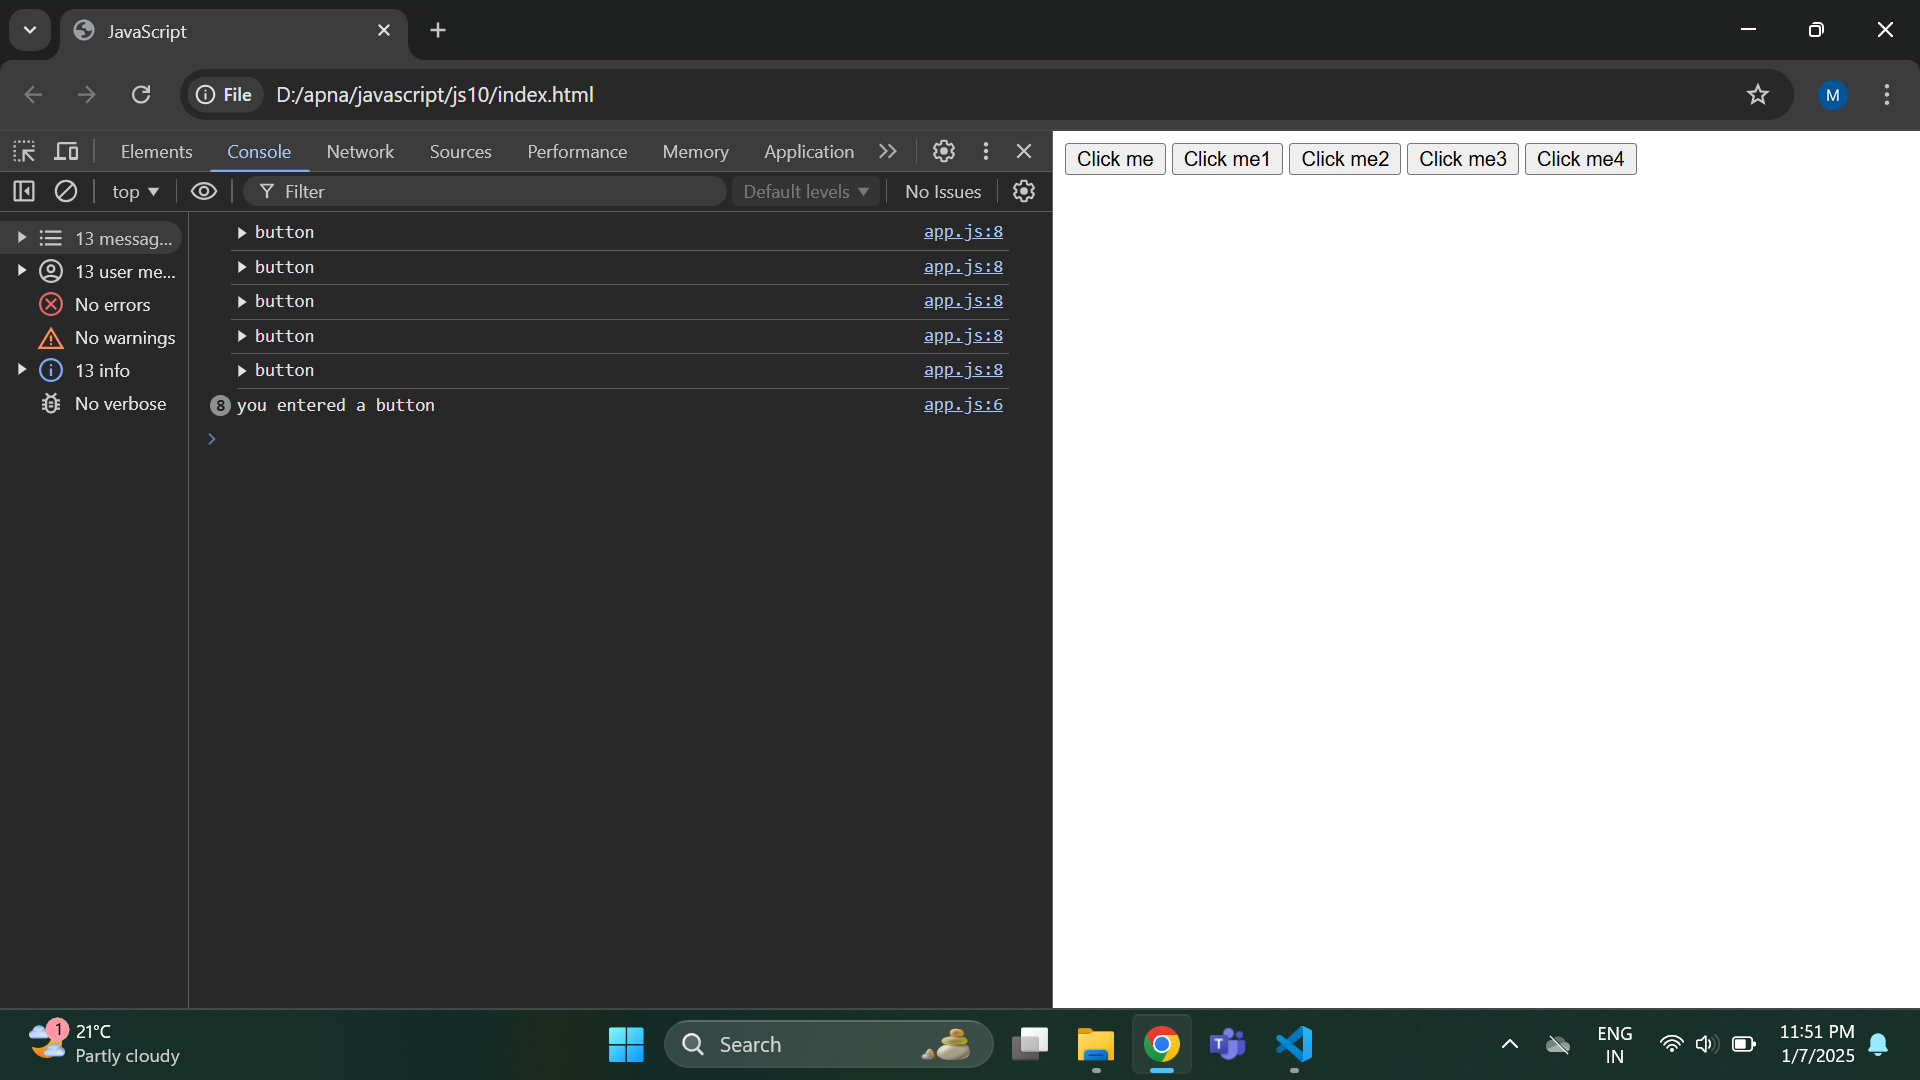 JavaScript
File D:/apna/javascript/js10/index.html
M
Elements Console Network Sources Performance Memory Application
top Filter Default levels No Issues
13 messag...
13 user me...
No errors
No warnings
13 info
No verbose
button app.js:8
button app.js:8
button app.js:8
button app.js:8
button app.js:8
8 you entered a button app.js:6
Click me Click me1 Click me2 Click me3 Click me4
1
21°C
Partly cloudy
Search
ENG
IN
11:51 PM
1/7/2025